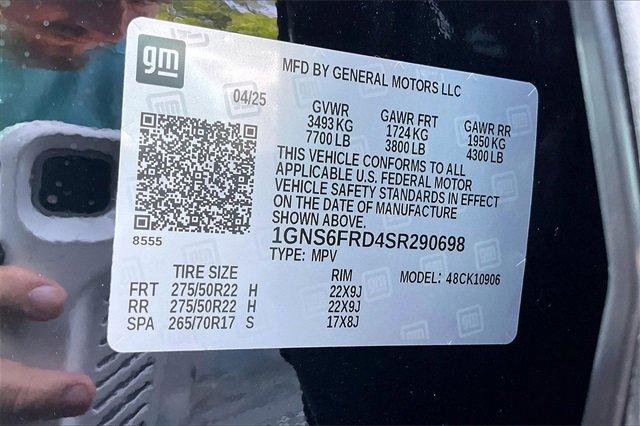 gm
MFD BY GENERAL MOTORS LLC
04/25
GVWR GAWR FRT GAWR RR
3493 KG 1724 KG 1950 KG
7700 LB 3800 LB 4300 LB
THIS VEHICLE CONFORMS TO ALL
APPLICABLE U.S. FEDERAL MOTOR
VEHICLE SAFETY STANDARDS IN EFFECT
ON THE DATE OF MANUFACTURE
SHOWN ABOVE.
8555
1GNS6FRD4SR290698
TYPE: MPV
TIRE SIZE RIM MODEL: 48CK10906
FRT 275/50R22 H 22X9J
RR 275/50R22 H 22X9J
SPA 265/70R17 S 17X8J